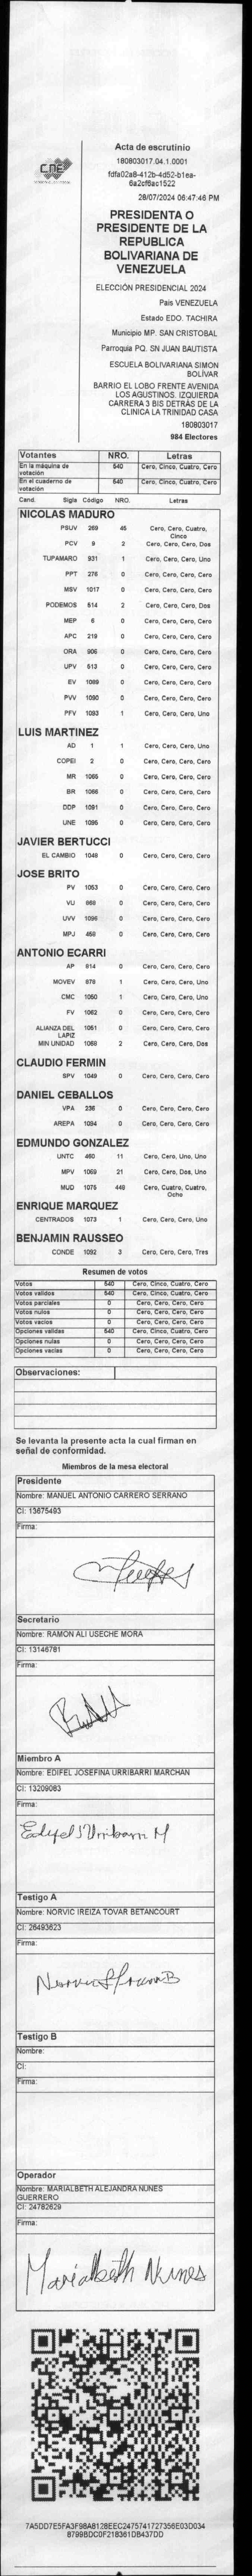 CNE
Acta de escrutinio
180803017.04.1.0001
fdfa02a8-412b-4d52-b1ea-
6a2cf8ac1522
28/07/2024 06:47:46 PM
PRESIDENTA O
PRESIDENTE DE LA
REPUBLICA
BOLIVARIANA DE
VENEZUELA
ELECCIÓN PRESIDENCIAL 2024
Pais VENEZUELA
Estado EDO. TACHIRA
Municipio MP. SAN CRISTOBAL
Parroquia PQ. SN JUAN BAUTISTA
ESCUELA BOLIVARIANA SIMON
BOLÍVAR
BARRIO EL LOBO FRENTE AVENIDA
LOS AGUSTINOS. IZQUIERDA
CARRERA 3 BIS DETRÁS DE LA
CLINICA LA TRINIDAD CASA
180803017
984 Electores
Votantes NRO. Letras
En la máquina de votación 540 Cero, Cinco, Cuatro, Cero
En el cuaderno de votación 540 Cero, Cinco, Cuatro, Cero
Cand. Sigla Código NRO. Letras
NICOLAS MADURO
PSUV 269 45 Cero, Cero, Cuatro, Cinco
PCV 9 2 Cero, Cero, Cero, Dos
TUPAMARO 931 1 Cero, Cero, Cero, Uno
PPT 276 0 Cero, Cero, Cero, Cero
MSV 1017 0 Cero, Cero, Cero, Cero
PODEMOS 514 2 Cero, Cero, Cero, Dos
MEP 6 0 Cero, Cero, Cero, Cero
APC 219 0 Cero, Cero, Cero, Cero
ORA 906 0 Cero, Cero, Cero, Cero
UPV 513 0 Cero, Cero, Cero, Cero
EV 1089 0 Cero, Cero, Cero, Cero
PVV 1090 0 Cero, Cero, Cero, Cero
PFV 1093 1 Cero, Cero, Cero, Uno
LUIS MARTINEZ
AD 1 1 Cero, Cero, Cero, Uno
COPEI 2 0 Cero, Cero, Cero, Cero
MR 1065 0 Cero, Cero, Cero, Cero
BR 1066 0 Cero, Cero, Cero, Cero
DDP 1091 0 Cero, Cero, Cero, Cero
UNE 1095 0 Cero, Cero, Cero, Cero
JAVIER BERTUCCI
EL CAMBIO 1048 0 Cero, Cero, Cero, Cero
JOSE BRITO
PV 1053 0 Cero, Cero, Cero, Cero
VU 868 0 Cero, Cero, Cero, Cero
UVV 1096 0 Cero, Cero, Cero, Cero
MPJ 458 0 Cero, Cero, Cero, Cero
ANTONIO ECARRI
AP 814 0 Cero, Cero, Cero, Cero
MOVEV 878 1 Cero, Cero, Cero, Uno
CMC 1050 1 Cero, Cero, Cero, Uno
FV 1062 0 Cero, Cero, Cero, Cero
ALIANZA DEL LAPIZ 1051 0 Cero, Cero, Cero, Cero
MIN UNIDAD 1068 2 Cero, Cero, Cero, Dos
CLAUDIO FERMIN
SPV 1049 0 Cero, Cero, Cero, Cero
DANIEL CEBALLOS
VPA 236 0 Cero, Cero, Cero, Cero
AREPA 1094 0 Cero, Cero, Cero, Cero
EDMUNDO GONZALEZ
UNTC 460 11 Cero, Cero, Uno, Uno
MPV 1069 21 Cero, Cero, Dos, Uno
MUD 1076 448 Cero, Cuatro, Cuatro, Ocho
ENRIQUE MARQUEZ
CENTRADOS 1073 1 Cero, Cero, Cero, Uno
BENJAMIN RAUSSEO
CONDE 1092 3 Cero, Cero, Cero, Tres
Resumen de votos
Votos 540 Cero, Cinco, Cuatro, Cero
Votos validos 540 Cero, Cinco, Cuatro, Cero
Votos parciales 0 Cero, Cero, Cero, Cero
Votos nulos 0 Cero, Cero, Cero, Cero
Votos vacios 0 Cero, Cero, Cero, Cero
Opciones validas 540 Cero, Cinco, Cuatro, Cero
Opciones nulas 0 Cero, Cero, Cero, Cero
Opciones vacias 0 Cero, Cero, Cero, Cero
Observaciones:
Se levanta la presente acta la cual firman en
señal de conformidad.
Miembros de la mesa electoral
Presidente
Nombre: MANUEL ANTONIO CARRERO SERRANO
CI: 13675493
Firma:
Secretario
Nombre: RAMON ALI USECHE MORA
CI: 13146781
Firma:
Miembro A
Nombre: EDIFEL JOSEFINA URRIBARRI MARCHAN
CI: 13209083
Firma:
Testigo A
Nombre: NORVIC IREIZA TOVAR BETANCOURT
CI: 26493623
Firma:
Testigo B
Nombre:
CI:
Firma:
Operador
Nombre: MARIALBETH ALEJANDRA NUNES
GUERRERO
CI: 24782629
Firma:
Marialbeth Nunes
7A5DD7E5FA3F98A8128EEC2475741727356E03D034
8799BDC0F218361DB437DD